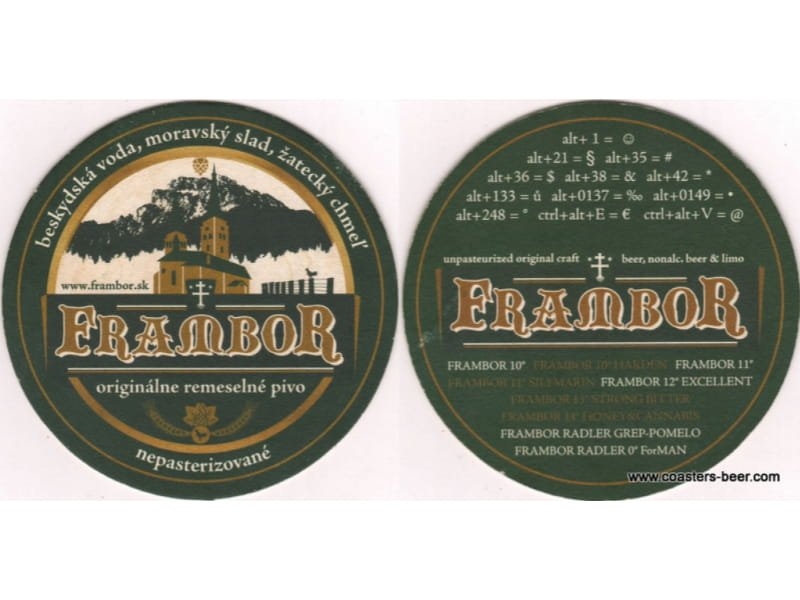 beskydská voda, moravský slad, žatecký chmeľ
www.frambor.sk
FRAMBOR
originálne remeselné pivo
nepasterizované
alt+ 1 = ☺
alt+21 = § alt+35 = #
alt+36 = $ alt+38 = & alt+42 = *
alt+133 = ů alt+0137 = ‰ alt+0149 = •
alt+248 = ° ctrl+alt+E = € ctrl+alt+V = @
unpasteurized original craft beer, nonalc. beer & limo
FRAMBOR
FRAMBOR 10° FRAMBOR 10° HARDEN FRAMBOR 11°
FRAMBOR 11° SILYMARIN FRAMBOR 12° EXCELLENT
FRAMBOR 13° STRONG BITTER
FRAMBOR 14° HONEY&CANNABIS
FRAMBOR RADLER GREP-POMELO
FRAMBOR RADLER 0° ForMAN
www.coasters-beer.com